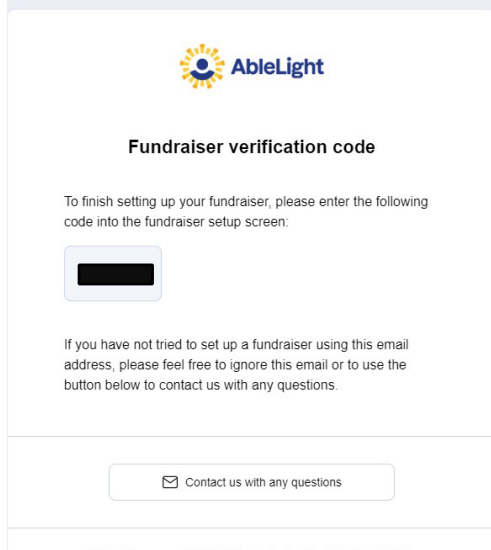 AbleLight
Fundraiser verification code
To finish setting up your fundraiser, please enter the following
code into the fundraiser setup screen:
If you have not tried to set up a fundraiser using this email
address, please feel free to ignore this email or to use the
button below to contact us with any questions.
Contact us with any questions